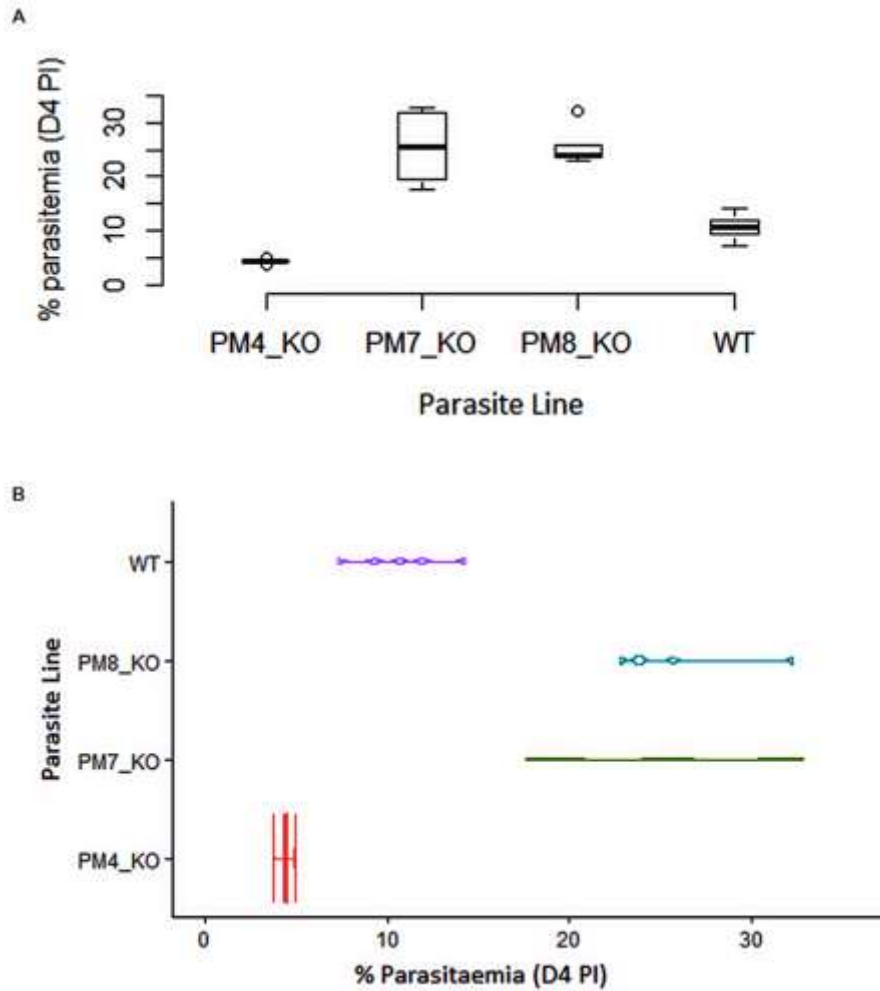 A
% parasitemia (D4 PI)
30
20
10
0
PM4_KO PM7_KO PM8_KO WT
Parasite Line
B
Parasite Line
WT
PM8_KO
PM7_KO
PM4_KO
0 10 20 30
% Parasitaemia (D4 PI)